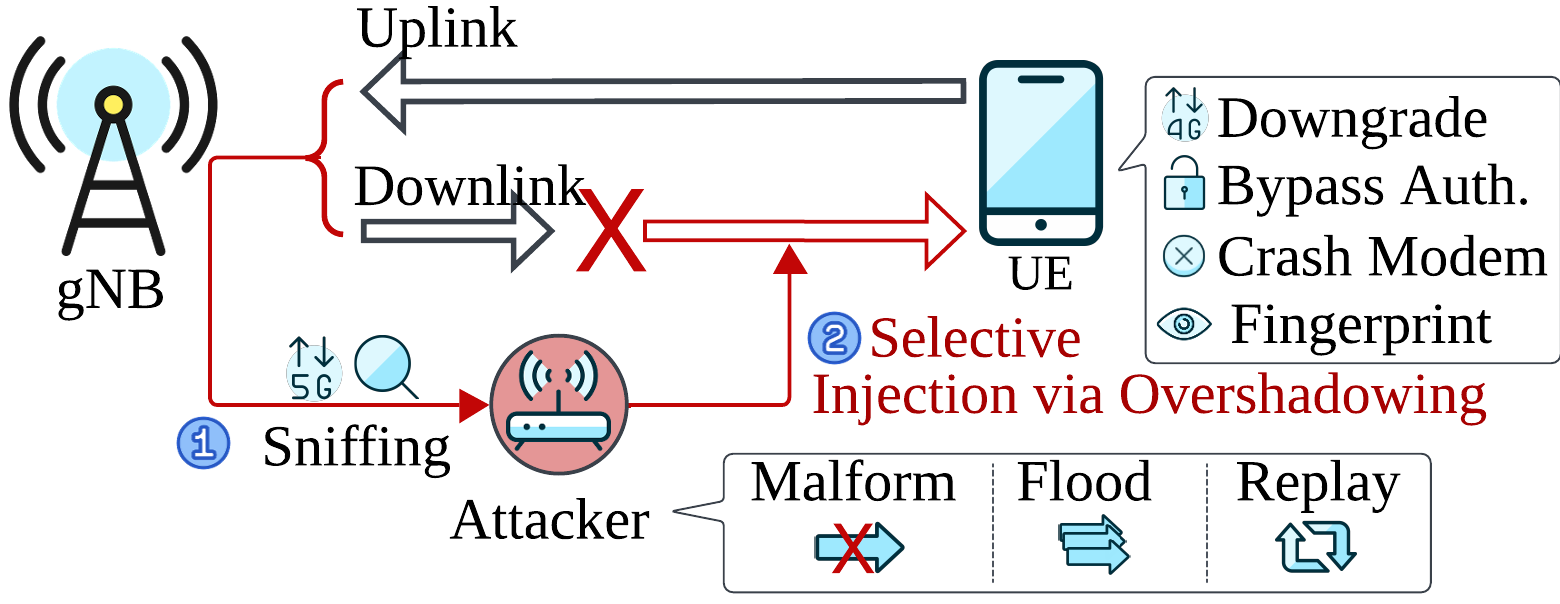 Uplink
Downlink
X
gNB
UE
4G Downgrade
Bypass Auth.
Crash Modem
Fingerprint
5G
1 Sniffing
Attacker
2 Selective
Injection via Overshadowing
Malform Flood Replay
X